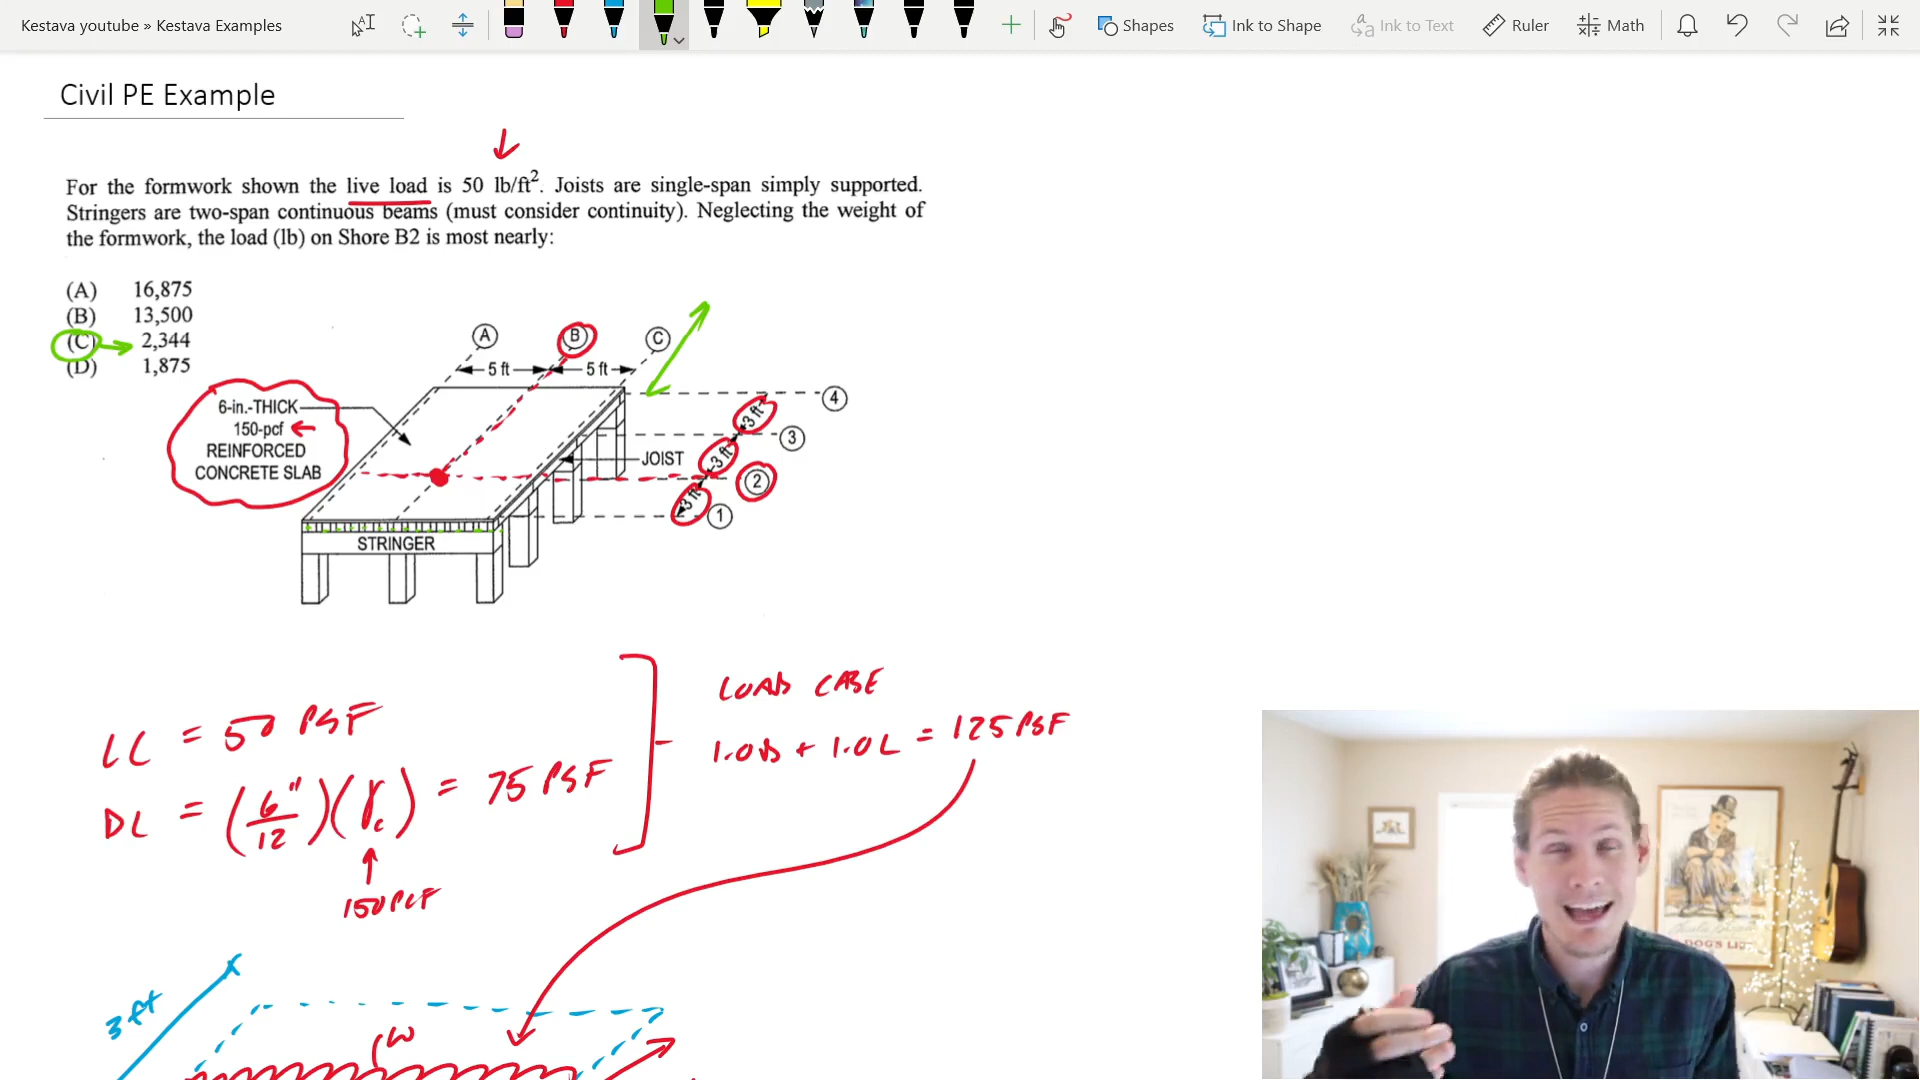 Kestava youtube » Kestava Examples
Shapes
Ink to Shape
Ink to Text
Ruler
Math
Civil PE Example
For the formwork shown the live load is 50 lb/ft². Joists are single-span simply supported.
Stringers are two-span continuous beams (must consider continuity). Neglecting the weight of
the formwork, the load (lb) on Shore B2 is most nearly:
(A) 16,875
(B) 13,500
(C) 2,344
(D) 1,875
A
B
C
5 ft
5 ft
6-in.-THICK
150-pcf
REINFORCED
CONCRETE SLAB
4
3 ft
3
3 ft
JOIST
2
3 ft
1
STRINGER
LOAD CASE
LL = 50 PSF
1.0D + 1.0L = 125 PSF
DL = (6"/12)(γc) = 75 PSF
150 PCF
3 ft
(W
DOG'S LI